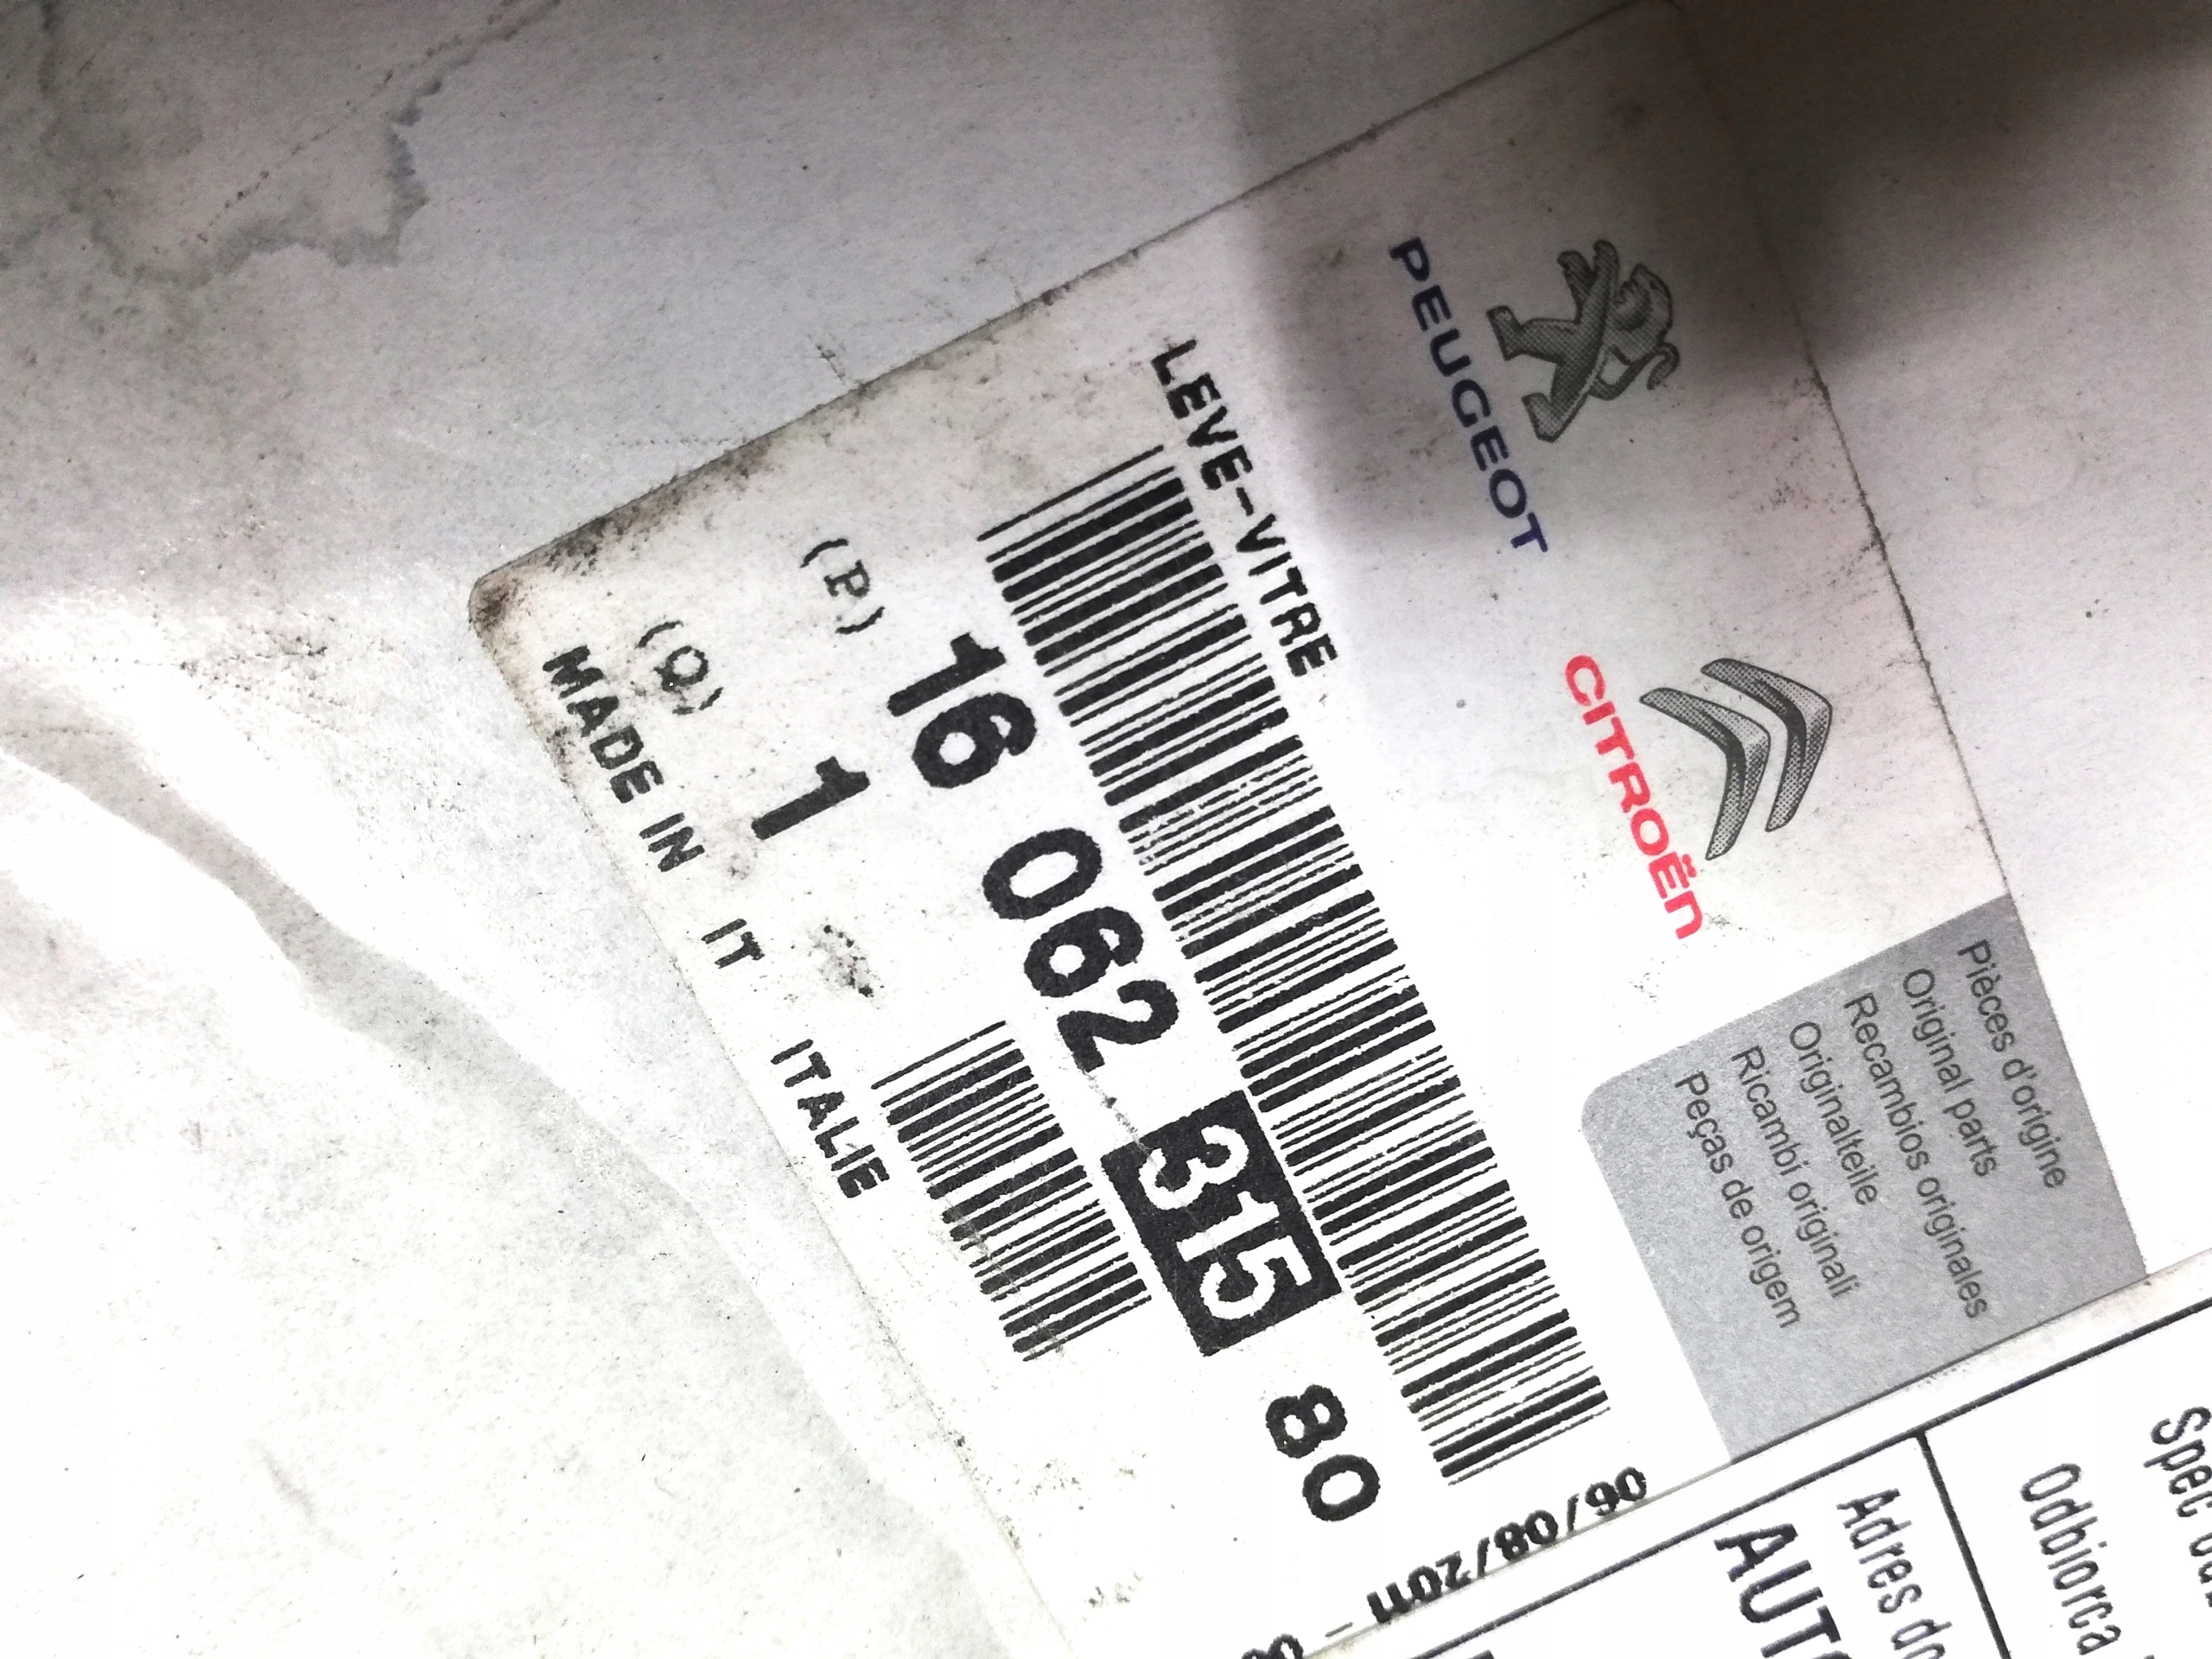 PEUGEOT
CITROËN
Pièces d'origine
Original parts
Recambios originales
Originalteile
Ricambi originali
Peças de origem
LEVE-VITRE
(P) 16 062 315 80
(Q) 1
MADE IN IT ITALIE
06/08/2011 -
Odbiorca
Adres